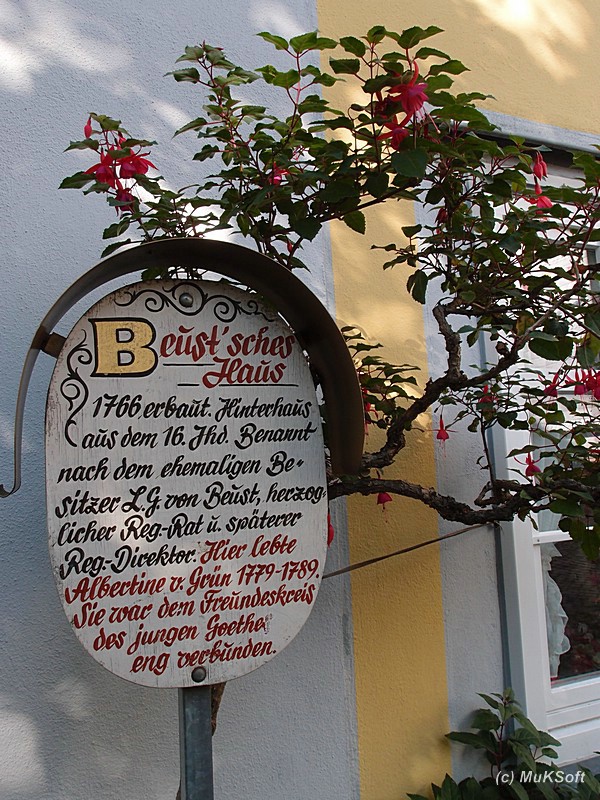 Beust'sches
Haus
1766 erbaut. Hinterhaus
aus dem 16. Jhd. Benannt
nach dem ehemaligen Be-
sitzer L.G. von Beust, herzog-
licher Reg.-Rat u. späterer
Reg.-Direktor. Hier lebte
Albertine v. Grün 1779-1789.
Sie war dem Freundeskreis
des jungen Goethe
eng verbunden.
(c) MuKSoft